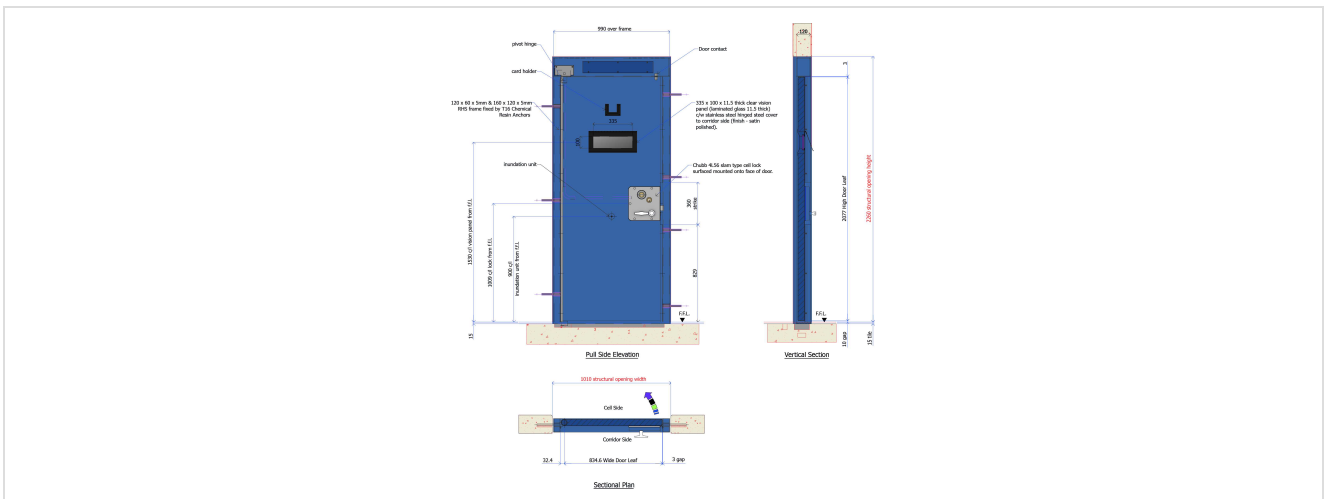 990 over frame
120
pivot hinge
Door contact
card holder
3
120 x 60 x 5mm & 160 x 120 x 5mm
RHS frame fixed by T16 Chemical
Resin Anchors
335 x 100 x 11.5 thick clear vision
panel (laminated glass 11.5 thick)
c/w stainless steel hinged steel cover
to corridor side (finish - satin
polished).
335
100
Inundation unit
Chubb 4L56 slam type cell lock
surfaced mounted onto face of door.
360
strike
1530 c/l vision panel from f.f.l.
1009 c/l lock from f.f.l.
900 c/l
Inundation unit from f.f.l.
829
2077 High Door Leaf
2260 structural opening height
F.F.L.
F.F.L.
15
10 gap
15 tile
Pull Side Elevation
Vertical Section
1010 structural opening width
Cell Side
Corridor Side
32.4
834.6 Wide Door Leaf
3 gap
Sectional Plan